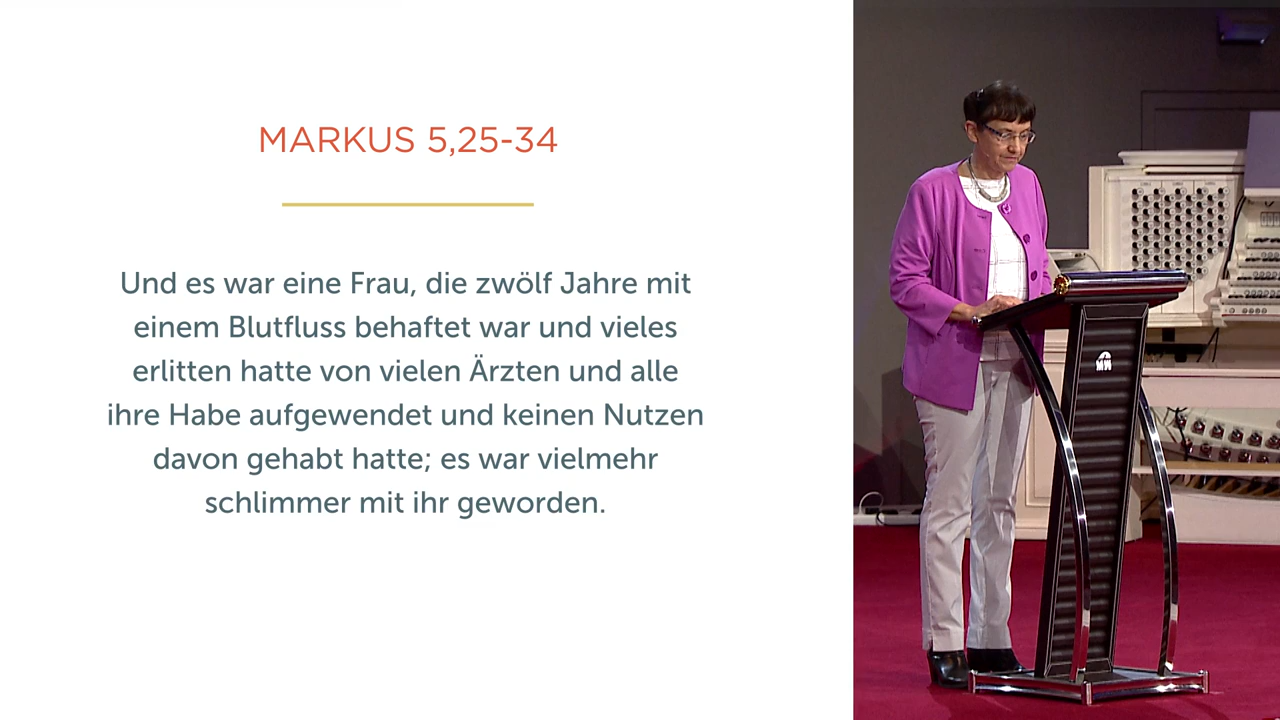 MARKUS 5,25-34
Und es war eine Frau, die zwölf Jahre mit
einem Blutfluss behaftet war und vieles
erlitten hatte von vielen Ärzten und alle
ihre Habe aufgewendet und keinen Nutzen
davon gehabt hatte; es war vielmehr
schlimmer mit ihr geworden.